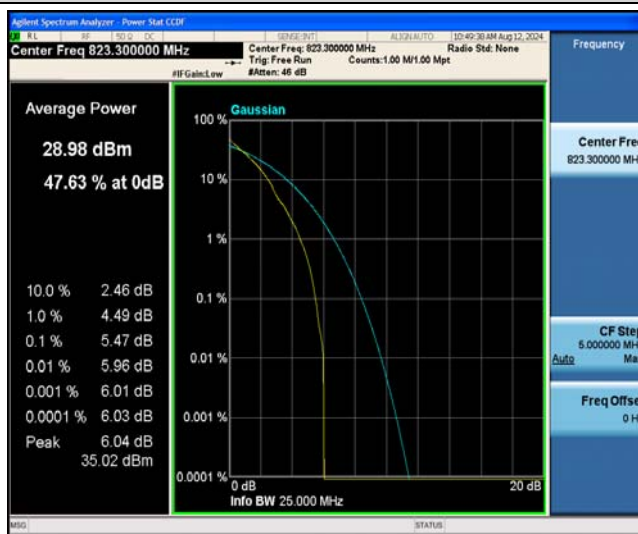 Agilent Spectrum Analyzer - Power Stat CCDF
RL RF 50 Ω DC SENSE:INT ALIGN AUTO 10:49:38 AM Aug 12, 2024
Center Freq 823.300000 MHz
Center Freq: 823.300000 MHz Radio Std: None
Trig: Free Run Counts:1.00 M/1.00 Mpt
#IFGain:Low #Atten: 46 dB
Frequency
Average Power
28.98 dBm
47.63 % at 0dB
10.0 % 2.46 dB
1.0 % 4.49 dB
0.1 % 5.47 dB
0.01 % 5.96 dB
0.001 % 6.01 dB
0.0001 % 6.03 dB
Peak 6.04 dB
35.02 dBm
Gaussian
100 %
10 %
1 %
0.1 %
0.01 %
0.001 %
0.0001 %
0 dB 20 dB
Info BW 25.000 MHz
Center Fre
823.300000 MH
CF Ste
5.000000 MH
Auto Ma
Freq Offse
0 H
MSG STATUS